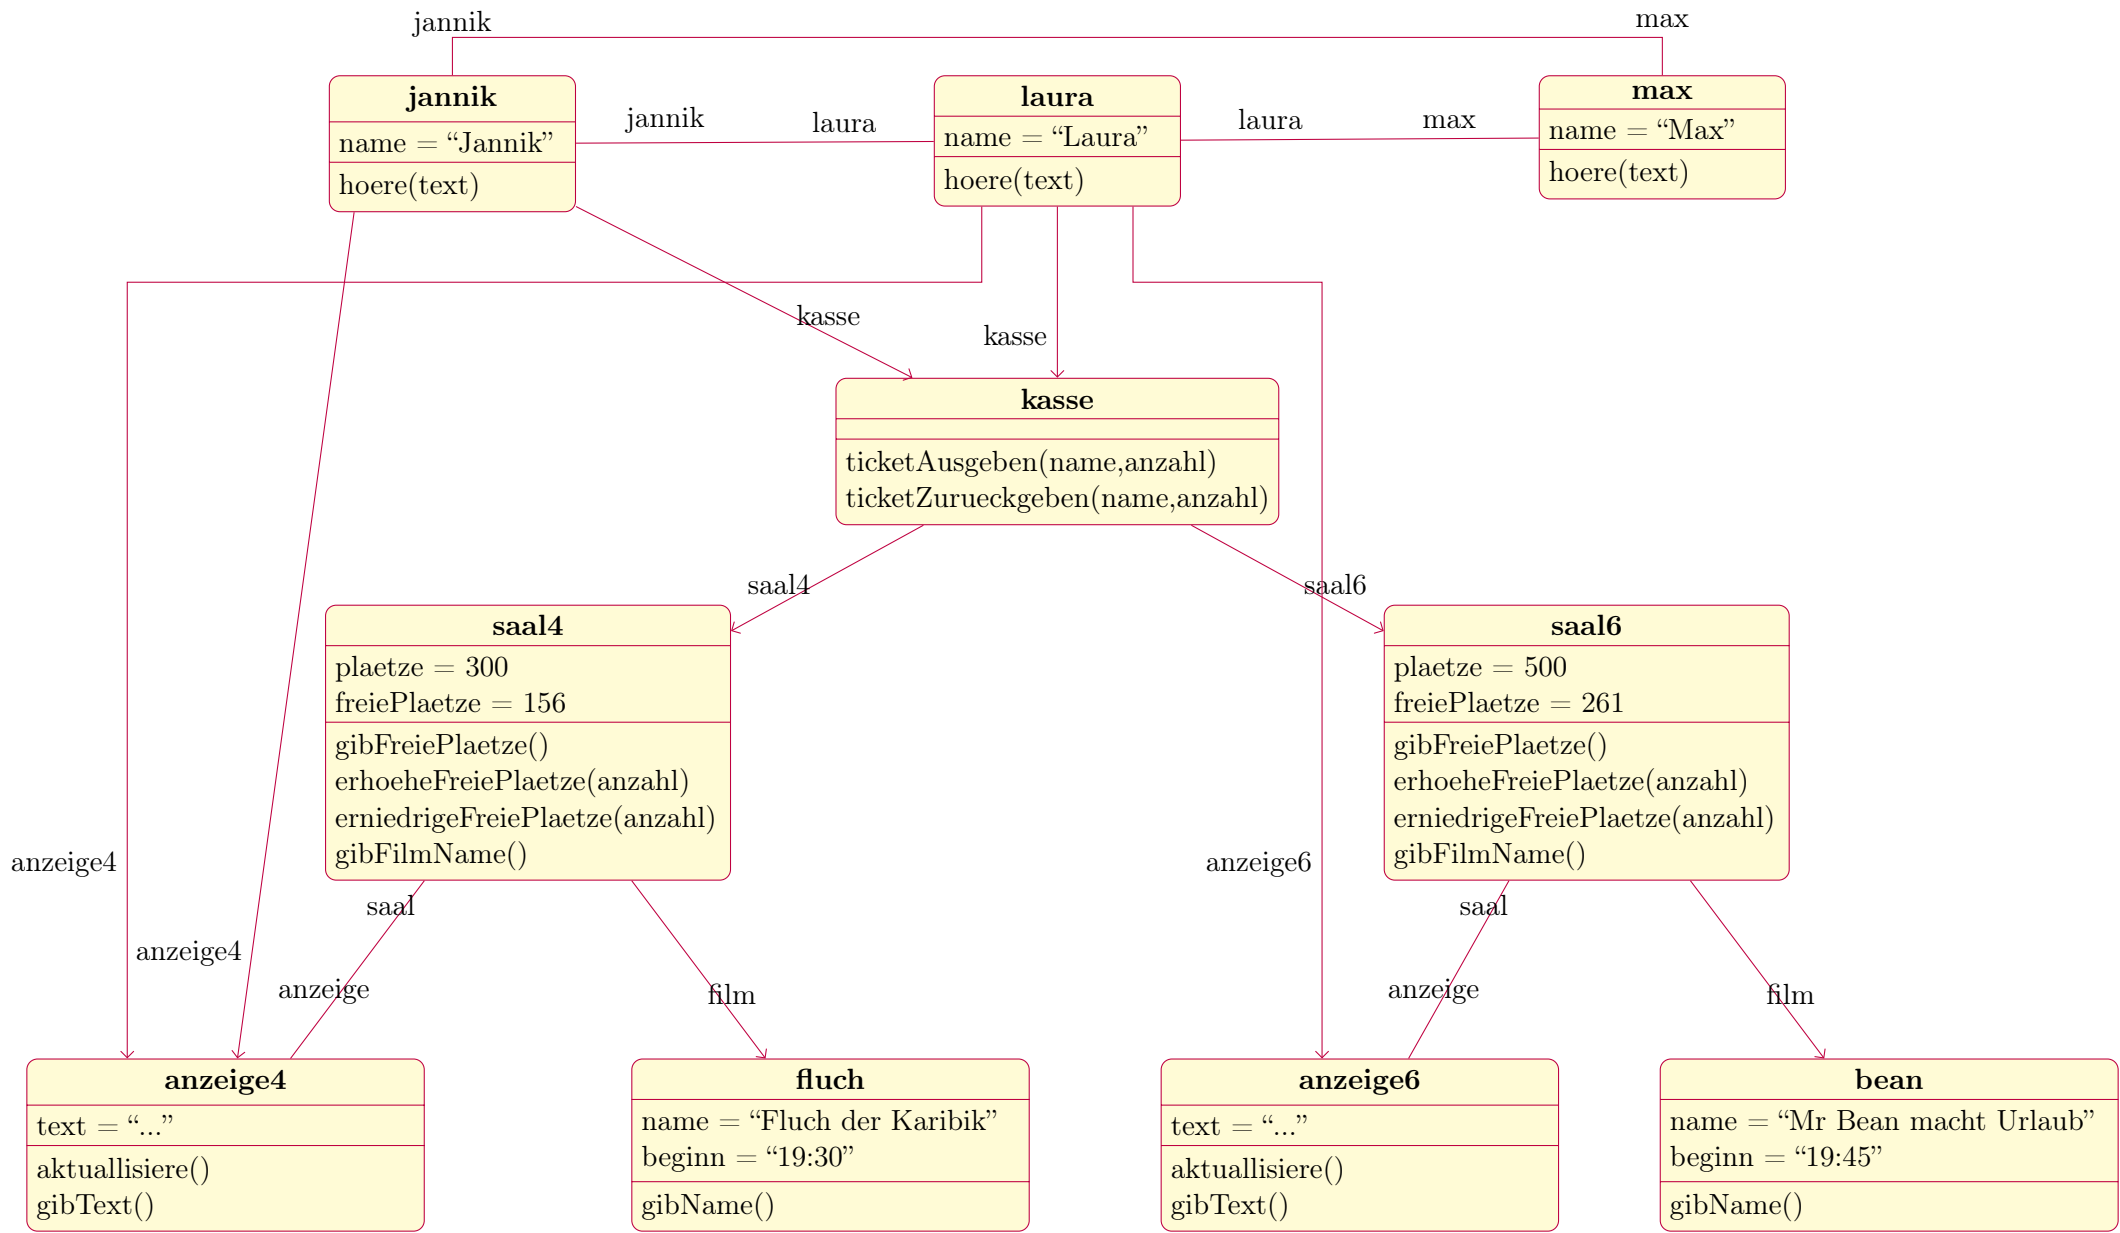 jannik
max
jannik
name = “Jannik”
hoere(text)
jannik
laura
laura
name = “Laura”
hoere(text)
laura
max
max
name = “Max”
hoere(text)
kasse
kasse
kasse
ticketAusgeben(name,anzahl)
ticketZurueckgeben(name,anzahl)
saal4
saal6
saal4
plaetze = 300
freiePlaetze = 156
gibFreiePlaetze()
erhoeheFreiePlaetze(anzahl)
erniedrigeFreiePlaetze(anzahl)
gibFilmName()
saal6
plaetze = 500
freiePlaetze = 261
gibFreiePlaetze()
erhoeheFreiePlaetze(anzahl)
erniedrigeFreiePlaetze(anzahl)
gibFilmName()
anzeige4
anzeige6
saal
saal
anzeige4
anzeige
film
anzeige
film
anzeige4
text = “...”
aktuallisiere()
gibText()
fluch
name = “Fluch der Karibik”
beginn = “19:30”
gibName()
anzeige6
text = “...”
aktuallisiere()
gibText()
bean
name = “Mr Bean macht Urlaub”
beginn = “19:45”
gibName()